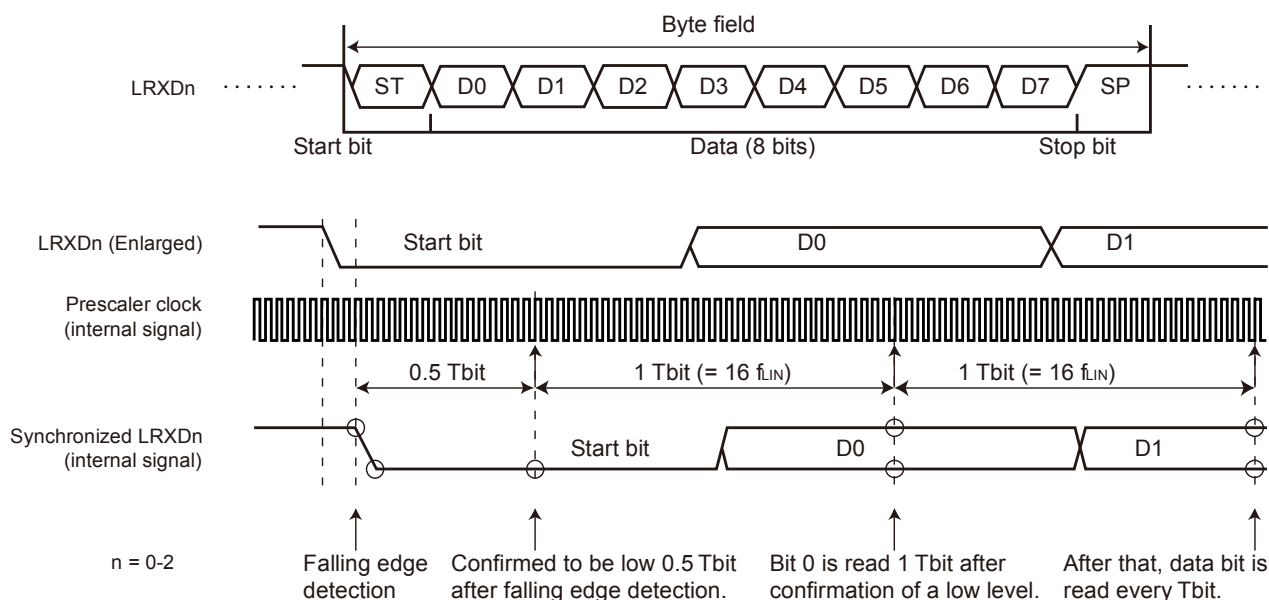 Byte field
LRXDn ······· ST D0 D1 D2 D3 D4 D5 D6 D7 SP ·······
Start bit Data (8 bits) Stop bit
LRXDn (Enlarged) Start bit D0 D1
Prescaler clock
(internal signal)
0.5 Tbit 1 Tbit (= 16 fLIN) 1 Tbit (= 16 fLIN)
Synchronized LRXDn
(internal signal)
Start bit D0 D1
n = 0-2
Falling edge
detection
Confirmed to be low 0.5 Tbit
after falling edge detection.
Bit 0 is read 1 Tbit after
confirmation of a low level.
After that, data bit is
read every Tbit.